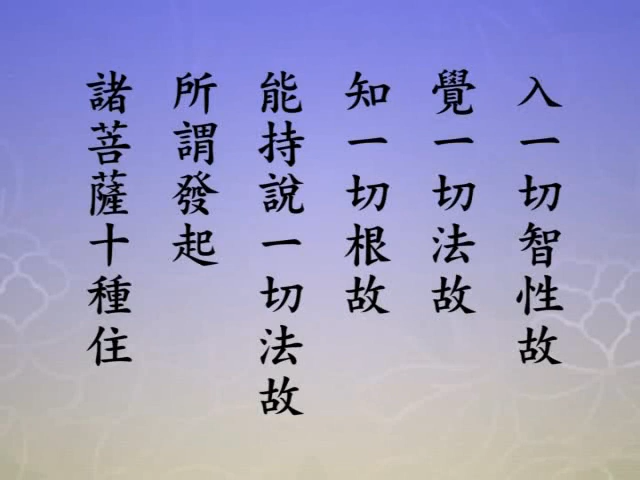 入一切智性故
覺一切法故
知一切根故
能持說一切法故
所謂發起
諸菩薩十種住